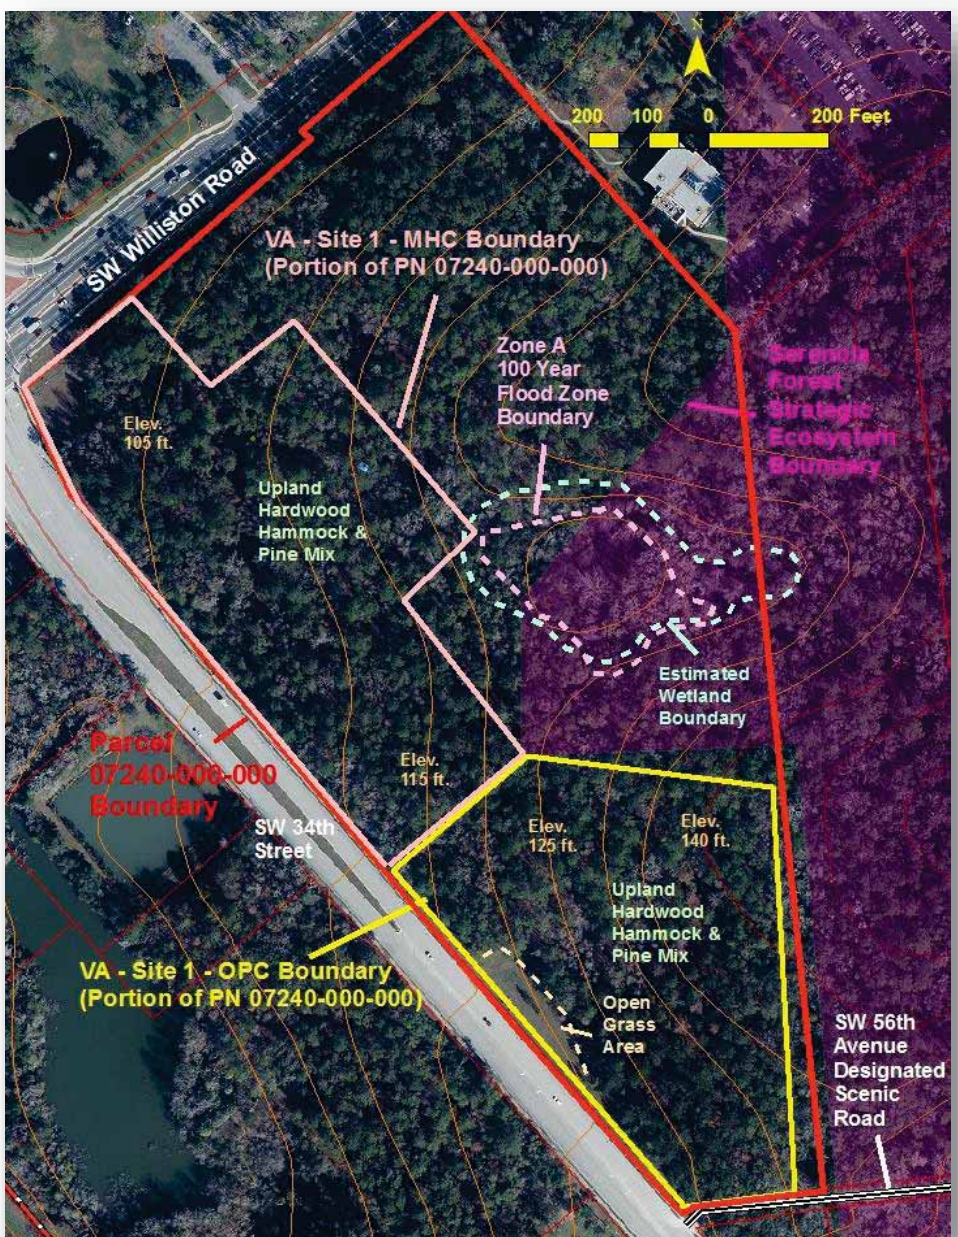 N
200 100 0 200 Feet
SW Williston Road
VA - Site 1 - MHC Boundary
(Portion of PN 07240-000-000)
Zone A
100 Year
Flood Zone
Boundary
Serenola
Forest
Strategic
Ecosystem
Boundary
Elev.
105 ft.
Upland
Hardwood
Hammock &
Pine Mix
Estimated
Wetland
Boundary
Parcel
07240-000-000
Boundary
Elev.
115 ft.
SW 34th
Street
Elev.
125 ft.
Elev.
140 ft.
Upland
Hardwood
Hammock &
Pine Mix
VA - Site 1 - OPC Boundary
(Portion of PN 07240-000-000)
Open
Grass
Area
SW 56th
Avenue
Designated
Scenic
Road